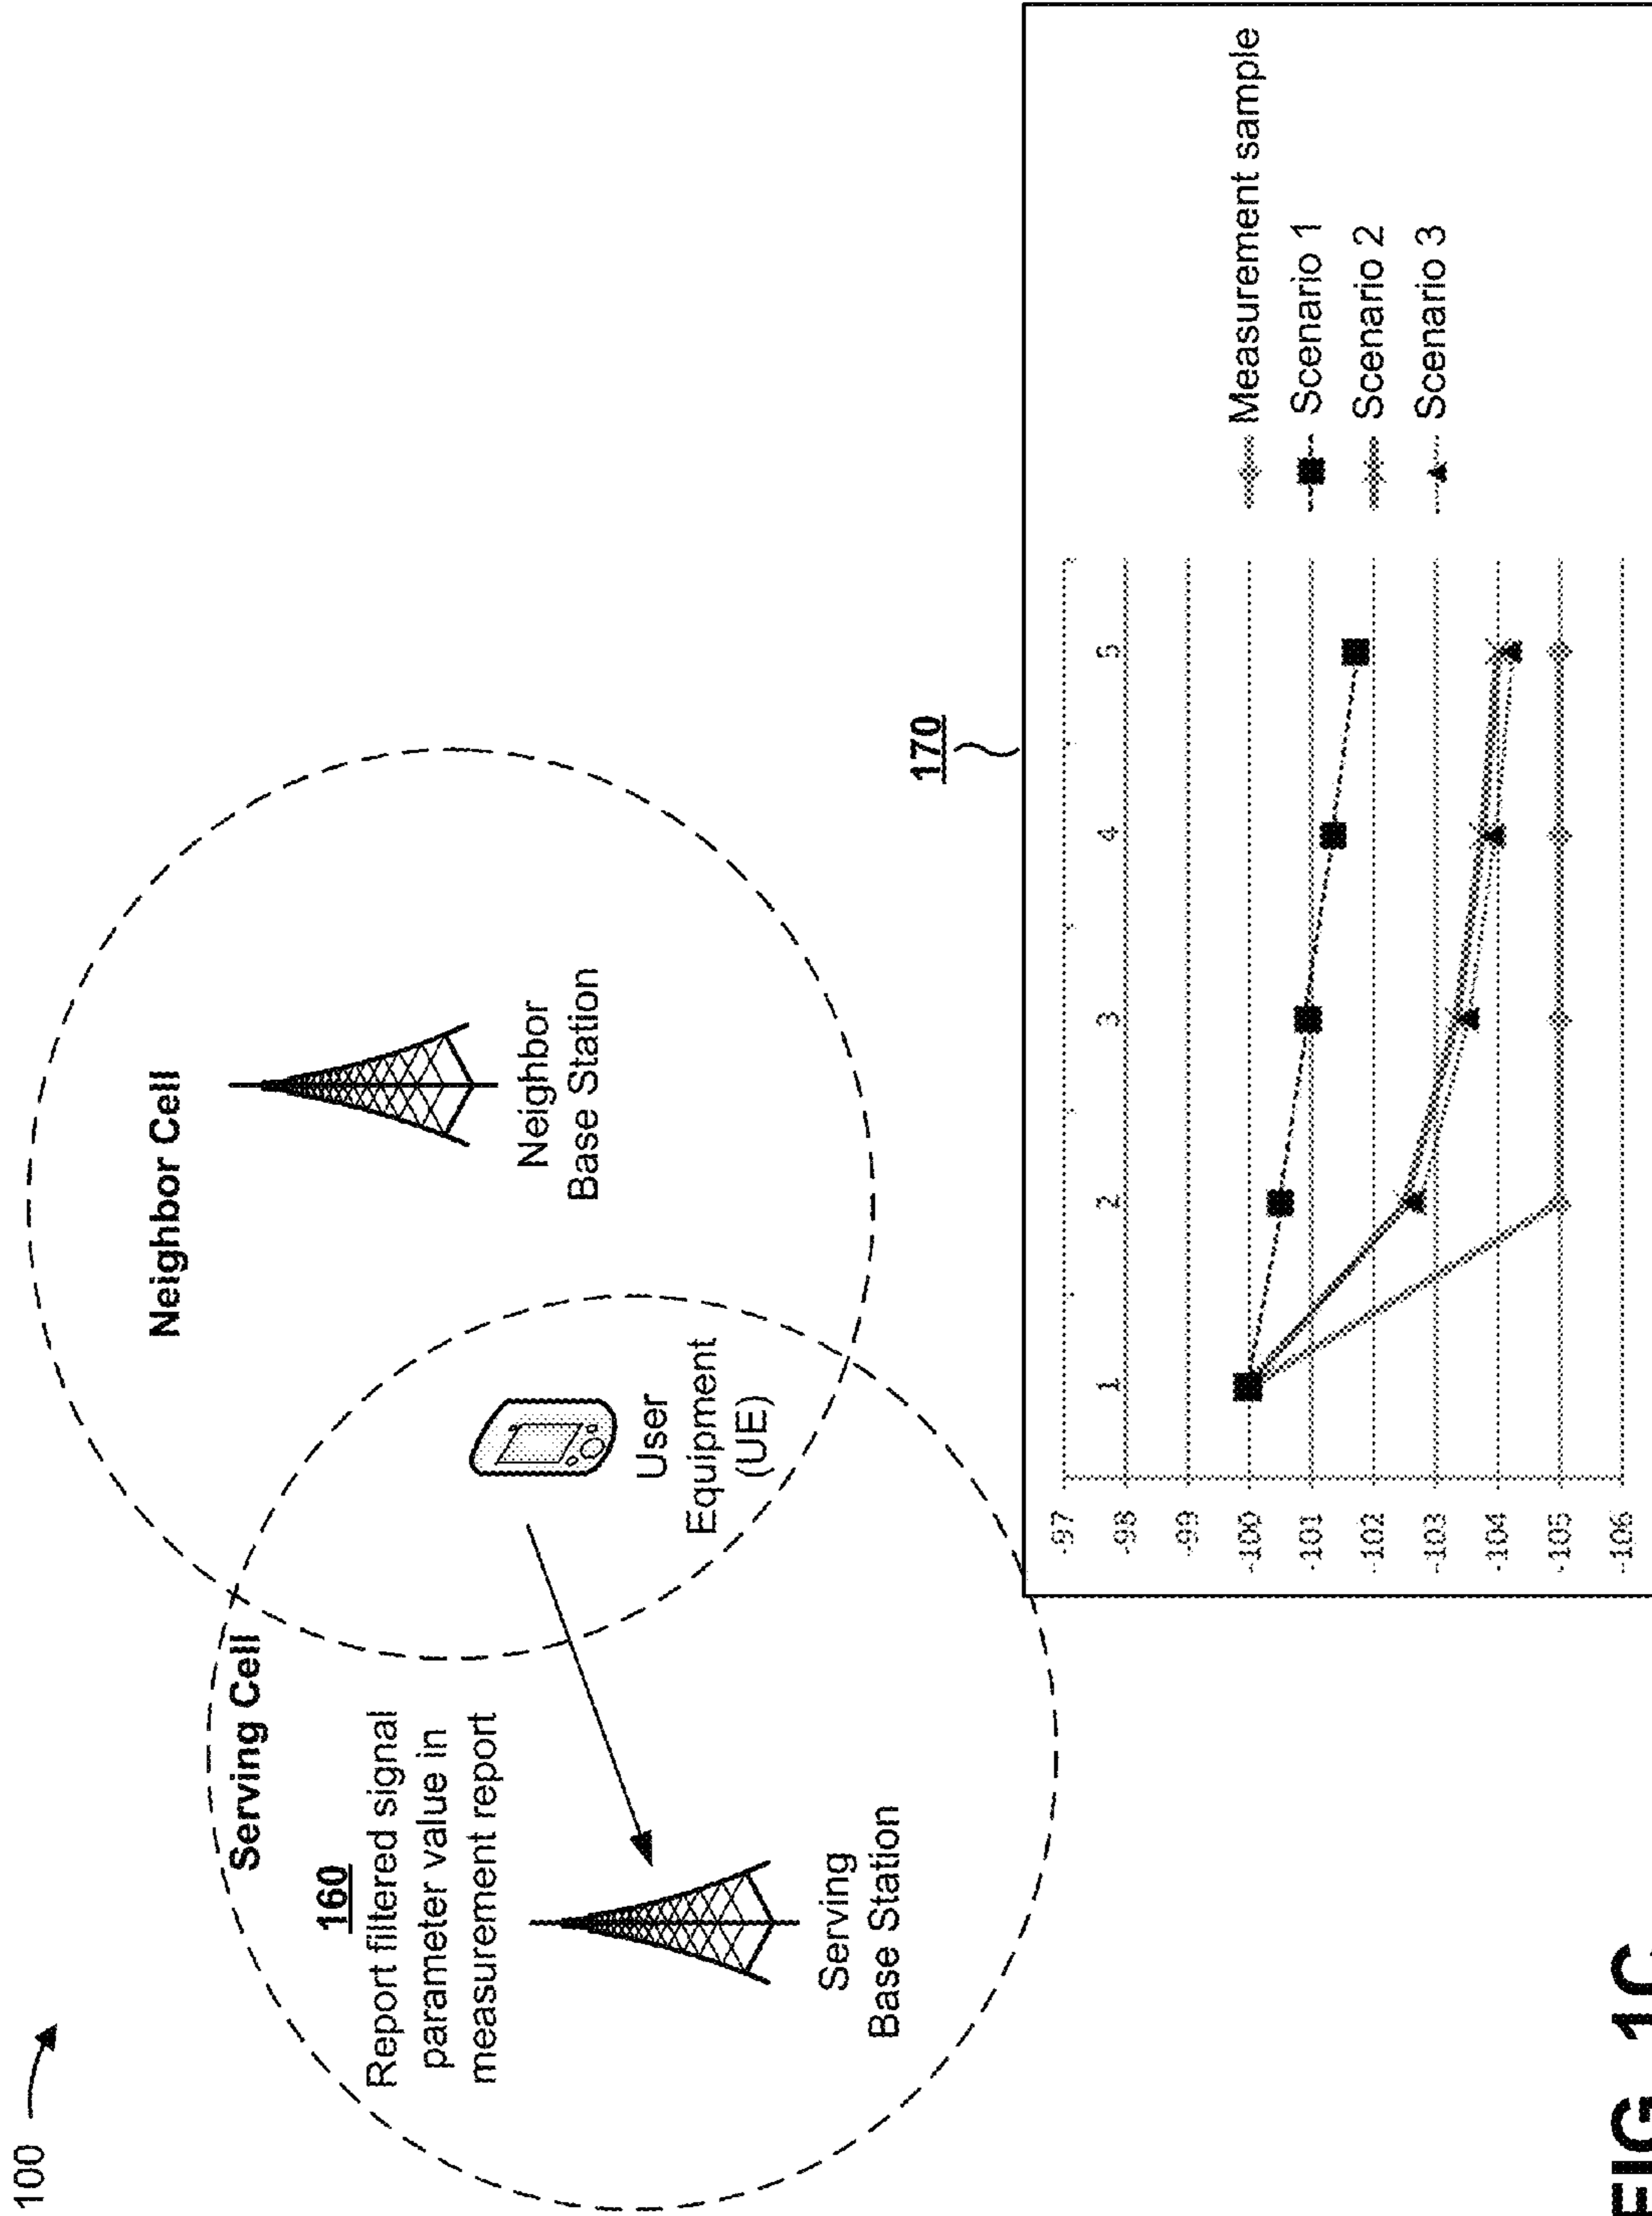 100
Neighbor Cell
Serving Cell
160
Report filtered signal
parameter value in
measurement report
Neighbor
Base Station
User
Equipment
(UE)
Serving
Base Station
170
-97
-98
-99
-100
-101
-102
-103
-104
-105
-106
1
2
3
4
5
Measurement sample
Scenario 1
Scenario 2
Scenario 3
FIG. 1C